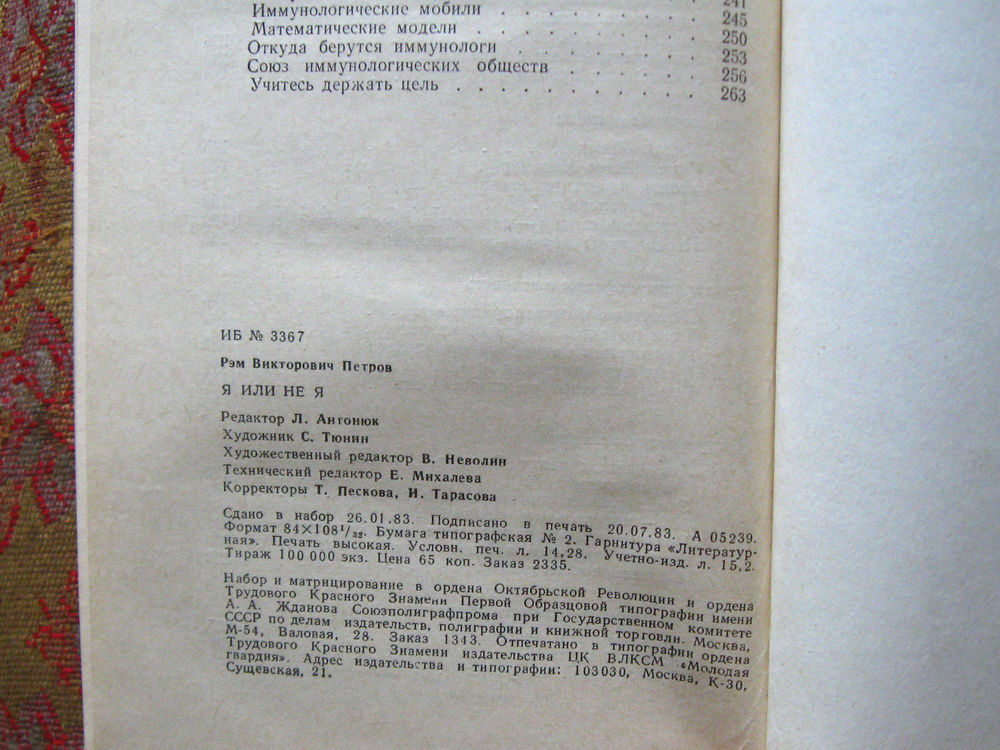 241
Иммунологические мобили . . . . . . . 245
Математические модели . . . . . . . . 250
Откуда берутся иммунологи . . . . . . . 253
Союз иммунологических обществ . . . . . . 256
Учитесь держать цель . . . . . . . . . 263
ИБ № 3367
Рэм Викторович Петров
Я ИЛИ НЕ Я
Редактор Л. Антонюк
Художник С. Тюнин
Художественный редактор В. Неволин
Технический редактор Е. Михалева
Корректоры Т. Пескова, И. Тарасова
Сдано в набор 26.01.83. Подписано в печать 20.07.83. А 05239.
Формат 84×108¹/₃₂. Бумага типографская № 2. Гарнитура «Литератур-
ная». Печать высокая. Условн. печ. л. 14,28. Учетно-изд. л. 15,2.
Тираж 100 000 экз. Цена 65 коп. Заказ 2335.
Набор и матрицирование в ордена Октябрьской Революции и ордена
Трудового Красного Знамени Первой Образцовой типографии имени
А. А. Жданова Союзполиграфпрома при Государственном комитете
СССР по делам издательств, полиграфии и книжной торговли. Москва,
М-54, Валовая, 28. Заказ 1343. Отпечатано в типографии ордена
Трудового Красного Знамени издательства ЦК ВЛКСМ «Молодая
гвардия». Адрес издательства и типографии: 103030, Москва, К-30,
Сущевская, 21.